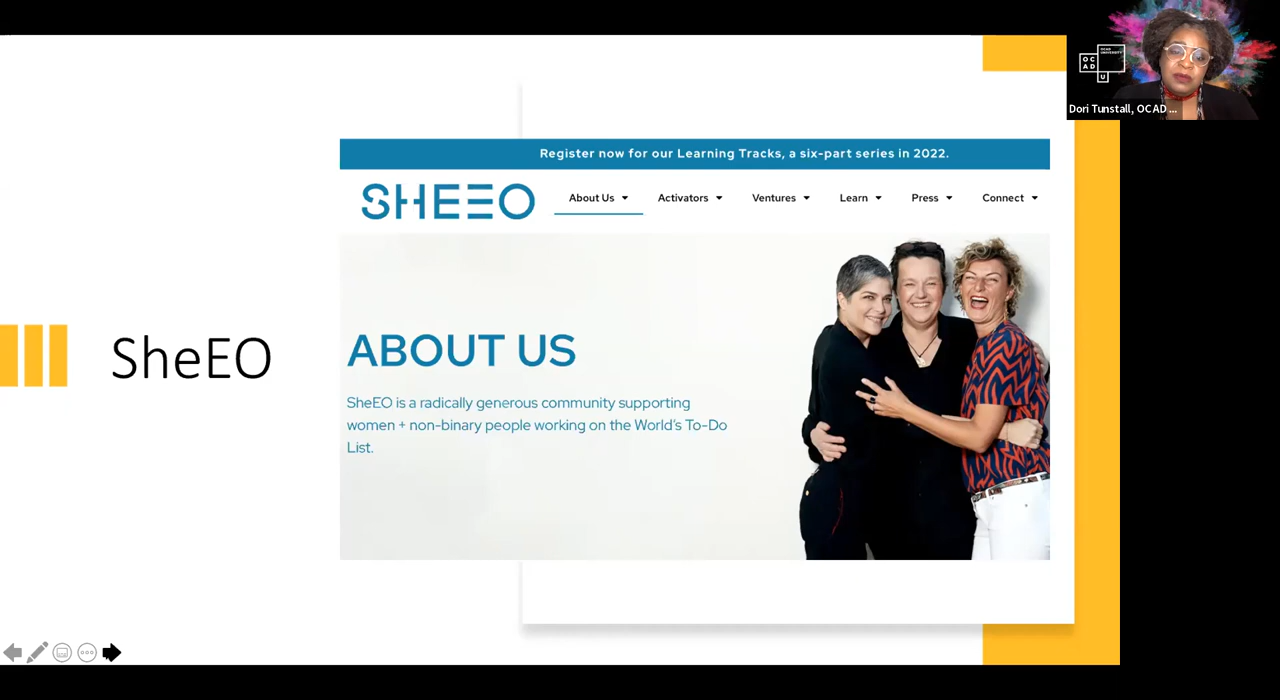 SheEO
Register now for our Learning Tracks, a six-part series in 2022.
SHEEO
About Us
Activators
Ventures
Learn
Press
Connect
ABOUT US
SheEO is a radically generous community supporting
women + non-binary people working on the World's To-Do
List.
OCAD
UNIVERSITY
O C
A D
U
Dori Tunstall, OCAD ...